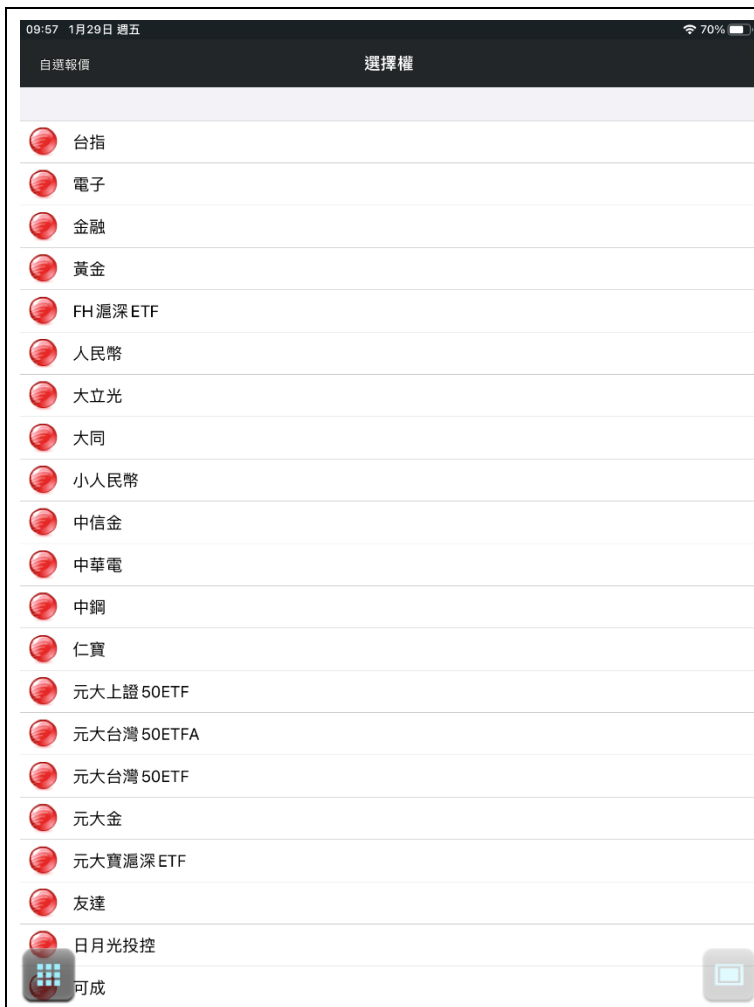 09:57 1月29日 週五 70%
自選報價 選擇權
台指
電子
金融
黃金
FH滬深ETF
人民幣
大立光
大同
小人民幣
中信金
中華電
中鋼
仁寶
元大上證50ETF
元大台灣50ETFA
元大台灣50ETF
元大金
元大寶滬深ETF
友達
日月光投控
可成